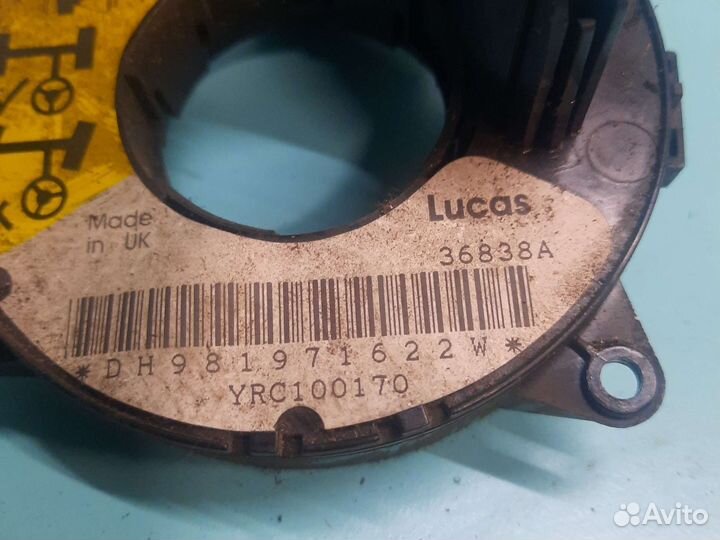 Made
in UK
Lucas
36838A
*DH981971622W*
YRC100170
Avito